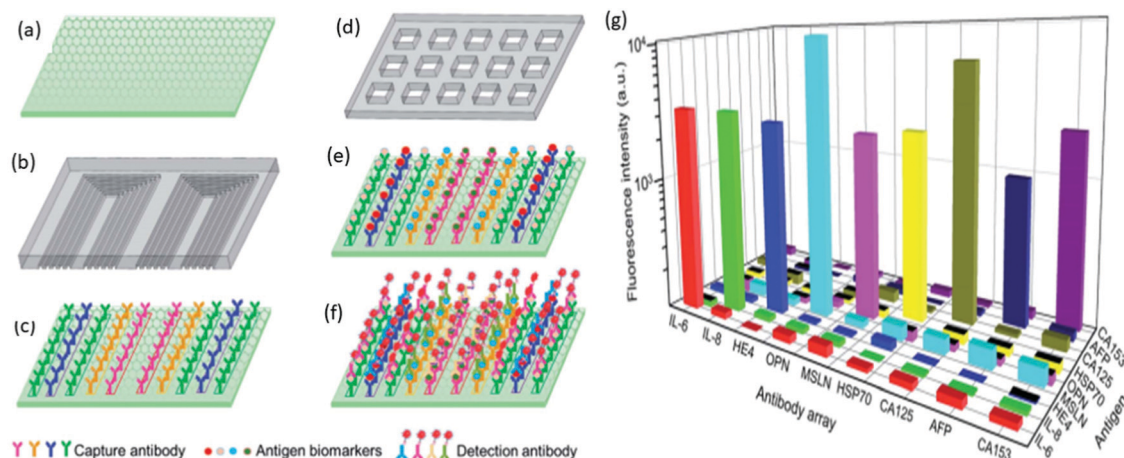 (a)
(b)
(c)
(d)
(e)
(f)
Capture antibody
Antigen biomarkers
Detection antibody
(g)
Fluorescence intensity (a.u.)
10⁴
10³
IL-6
IL-8
HE4
OPN
MSLN
HSP70
CA125
AFP
CA153
Antibody array
CA153
AFP
CA125
HSP70
OPN
MSLN
HE4
IL-8
IL-6
Antigen